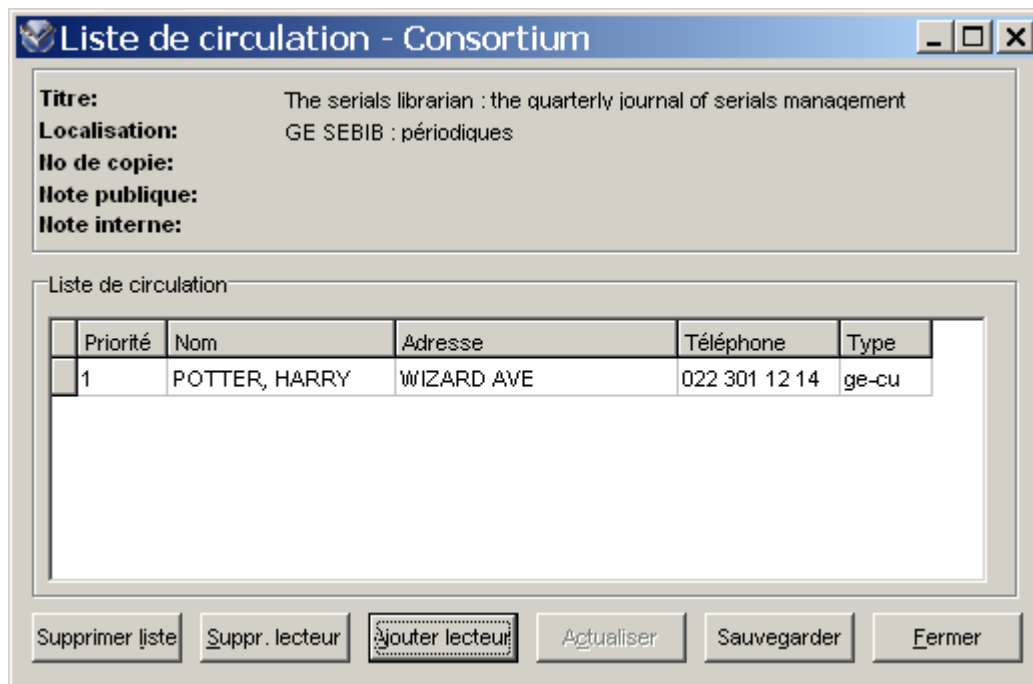 Liste de circulation - Consortium
Titre: The serials librarian : the quarterly journal of serials management
Localisation: GE SEBIB : périodiques
No de copie:
Note publique:
Note interne:
Liste de circulation
Priorité Nom Adresse Téléphone Type
1 POTTER, HARRY WIZARD AVE 022 301 12 14 ge-cu
Supprimer liste Suppr. lecteur Ajouter lecteur Actualiser Sauvegarder Fermer